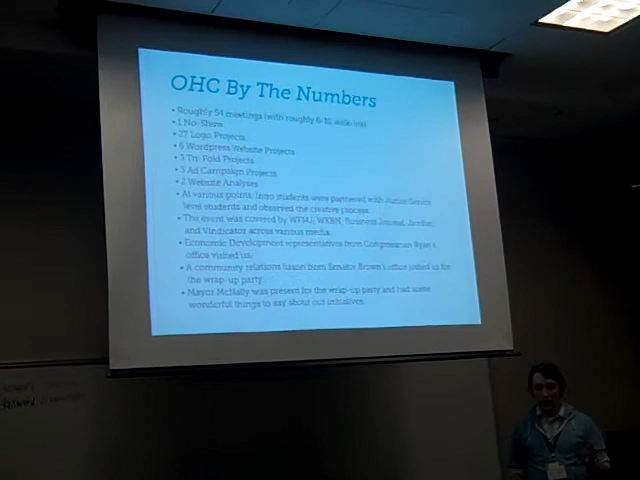 OHC By The Numbers
• Roughly 54 meetings (with roughly 6-10 walk-ins)
• 1 No-Show
• 27 Logo Projects
• 6 Wordpress Website Projects
• 3 Tri-Fold Projects
• 3 Ad Campaign Projects
• 2 Website Analyses
• At various points, Intro students were partnered with Junior/Senior
level students and observed the creative process.
• The event was covered by WFMJ, WKBN, Business Journal, Jambar,
and Vindicator across various media.
• Economic Development representatives from Congressman Ryan's
office visited us.
• A community relations liason from Senator Brown's office joined us for
the wrap-up party.
• Mayor McNally was present for the wrap-up party and had some
wonderful things to say about our initiatives.